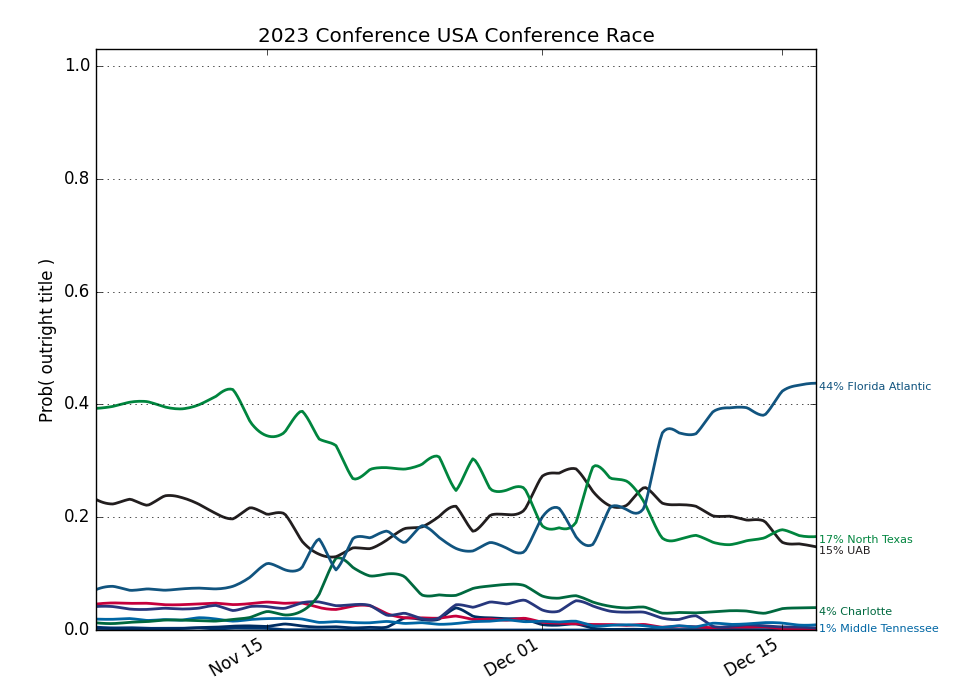 2023 Conference USA Conference Race
Prob( outright title )
1.0
0.8
0.6
0.4
0.2
0.0
44% Florida Atlantic
17% North Texas
15% UAB
4% Charlotte
1% Middle Tennessee
Nov 15
Dec 01
Dec 15